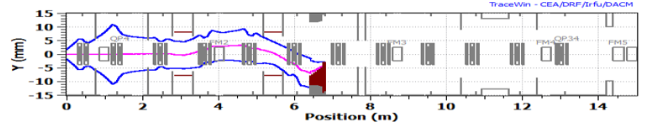 TraceWin - CEA/DRF/Irfu/DACM
15
10
5
0
-5
-10
-15
Y (mm)
QP4
FM2
FM3
FM4
QP34
FM5
0 2 4 6 8 10 12 14
Position (m)